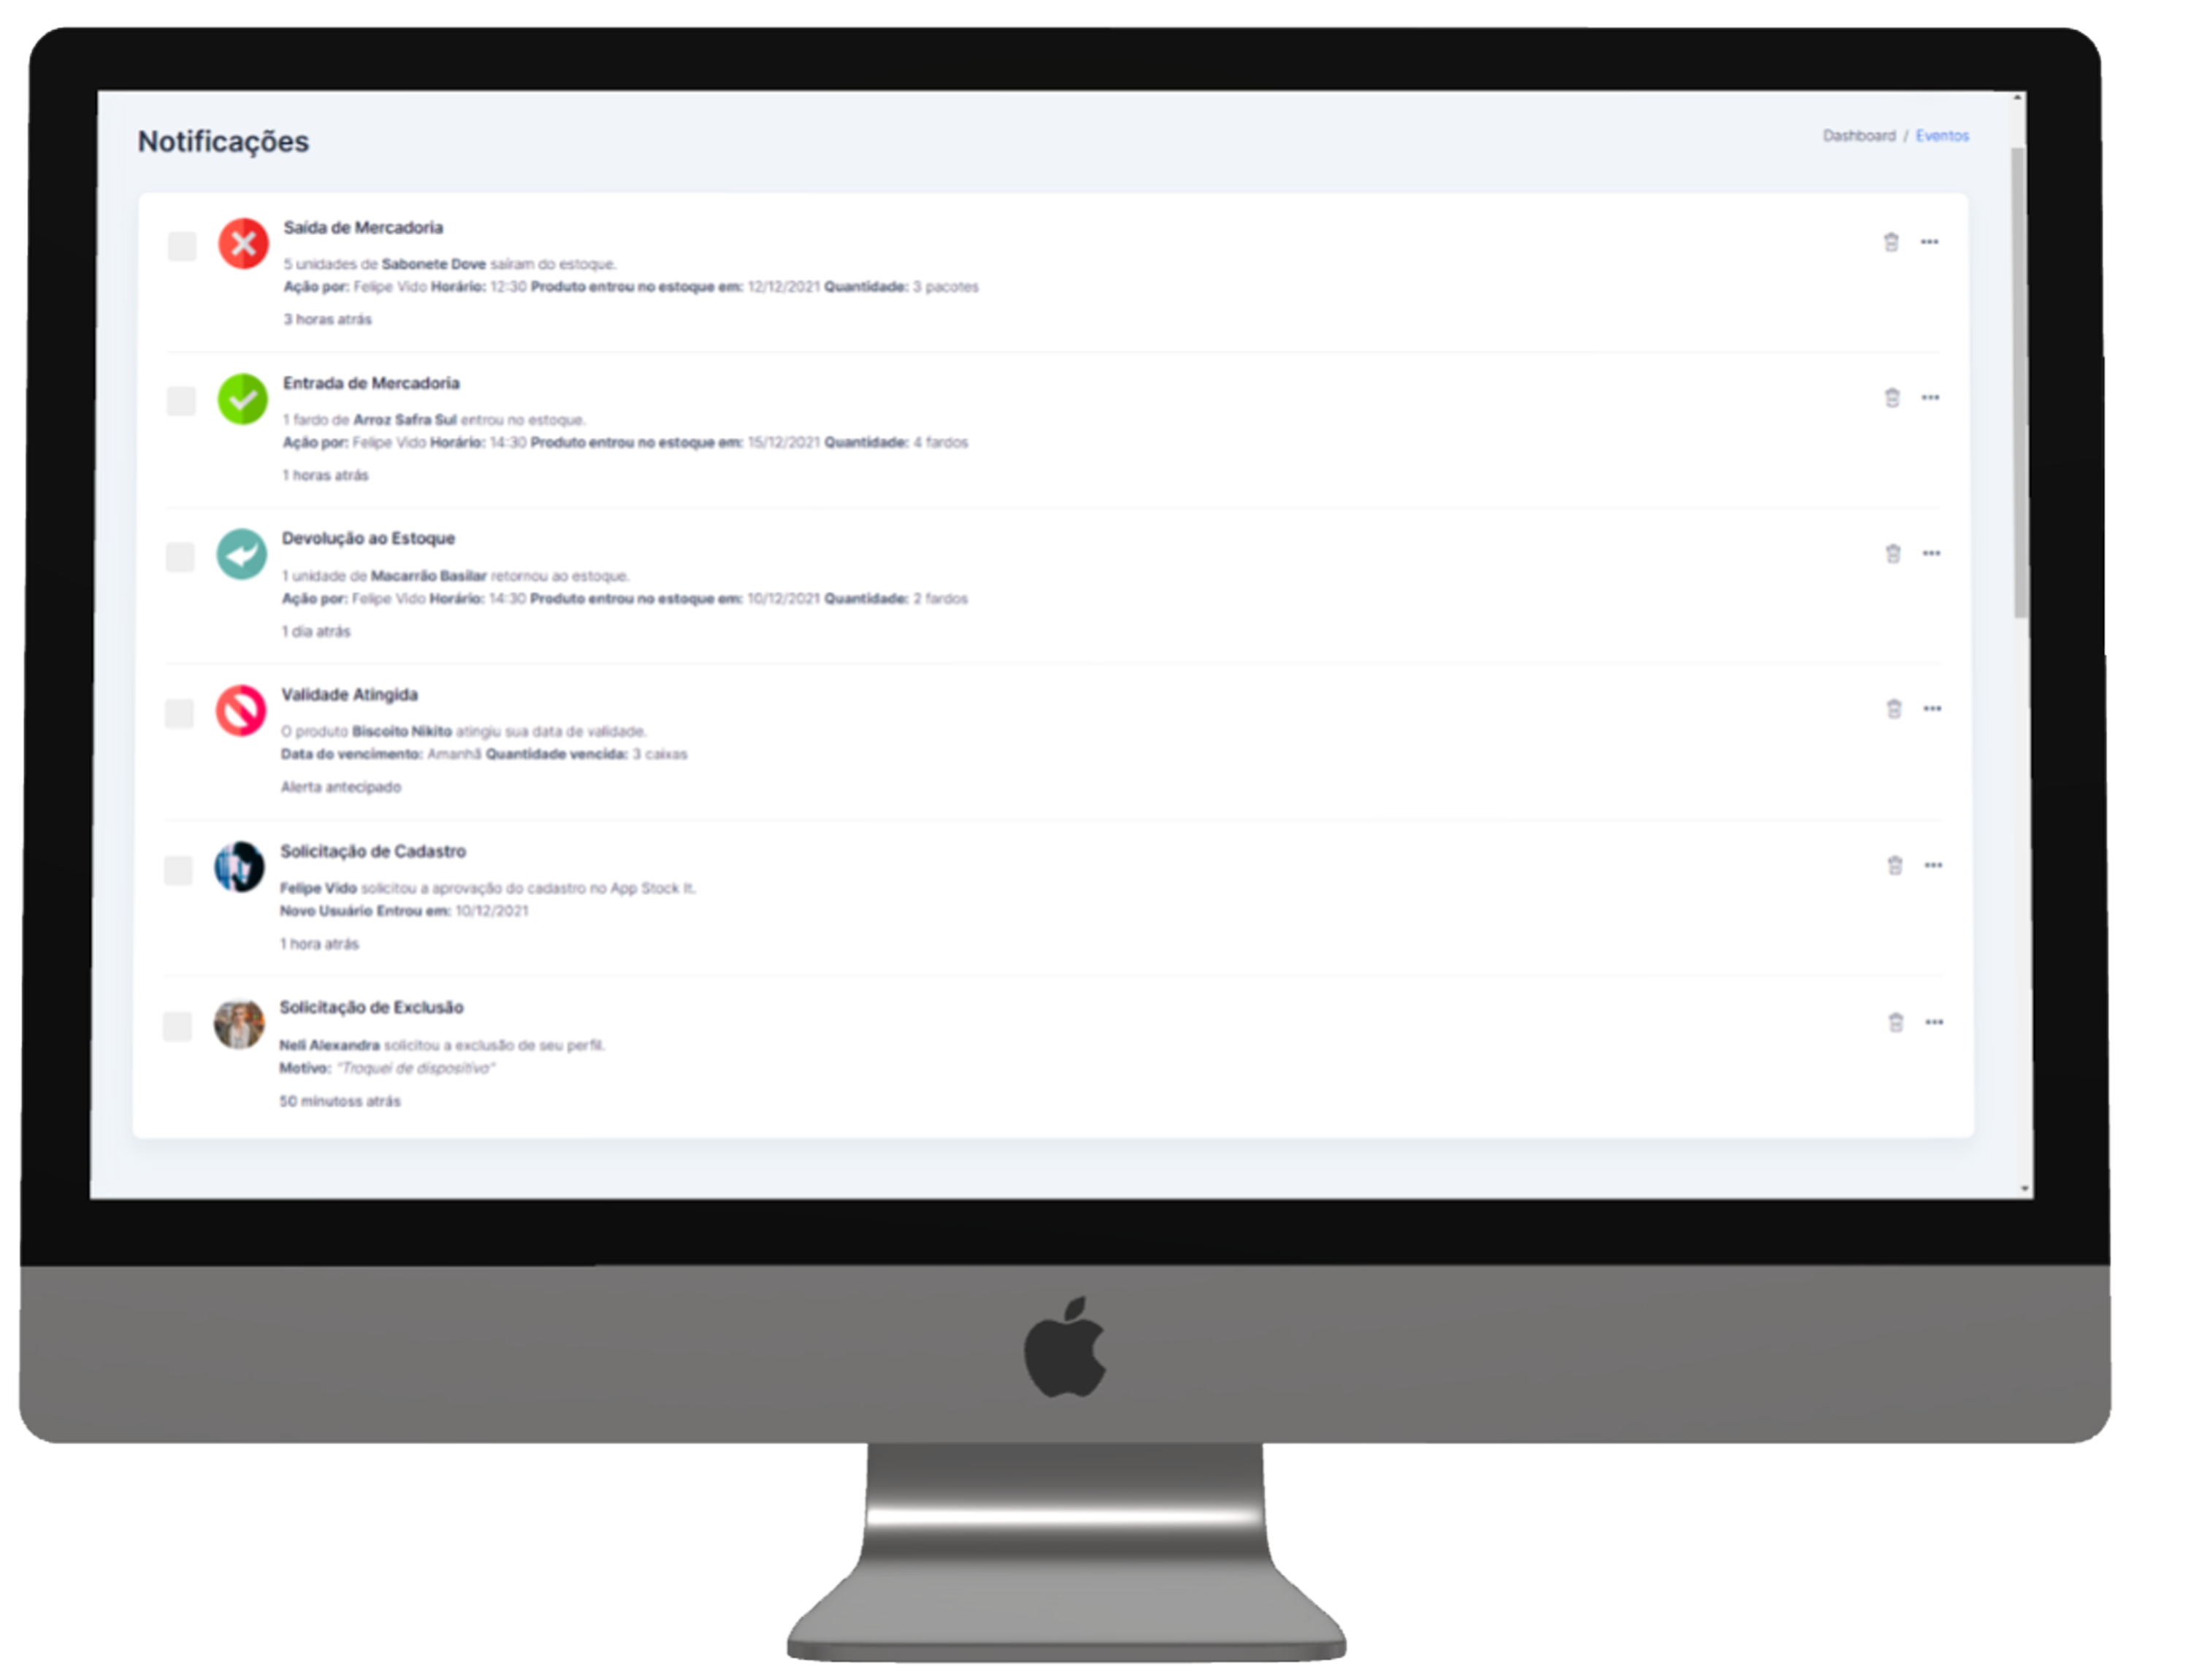 Notificações
Dashboard / Eventos
Saída de Mercadoria
5 unidades de Sabonete Dove saíram do estoque.
Ação por: Felipe Vido Horário: 12:30 Produto entrou no estoque em: 12/12/2021 Quantidade: 3 pacotes
3 horas atrás
Entrada de Mercadoria
1 fardo de Arroz Safra Sul entrou no estoque.
Ação por: Felipe Vido Horário: 14:30 Produto entrou no estoque em: 15/12/2021 Quantidade: 4 fardos
1 horas atrás
Devolução ao Estoque
1 unidade de Macarrão Basilar retornou ao estoque.
Ação por: Felipe Vido Horário: 14:30 Produto entrou no estoque em: 10/12/2021 Quantidade: 2 fardos
1 dia atrás
Validade Atingida
O produto Biscoito Nikito atingiu sua data de validade.
Data do vencimento: Amanhã Quantidade vencida: 3 caixas
Alerta antecipado
Solicitação de Cadastro
Felipe Vido solicitou a aprovação do cadastro no App Stock It.
Novo Usuário Entrou em: 10/12/2021
1 hora atrás
Solicitação de Exclusão
Neli Alexandra solicitou a exclusão de seu perfil.
Motivo: "Troquei de dispositivo"
50 minutoss atrás